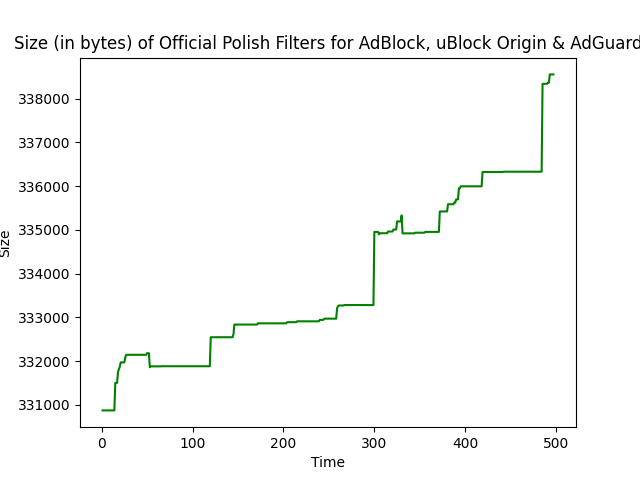 Size (in bytes) of Official Polish Filters for AdBlock, uBlock Origin & AdGuard
338000
337000
336000
335000
334000
333000
332000
331000
Size
0 100 200 300 400 500
Time